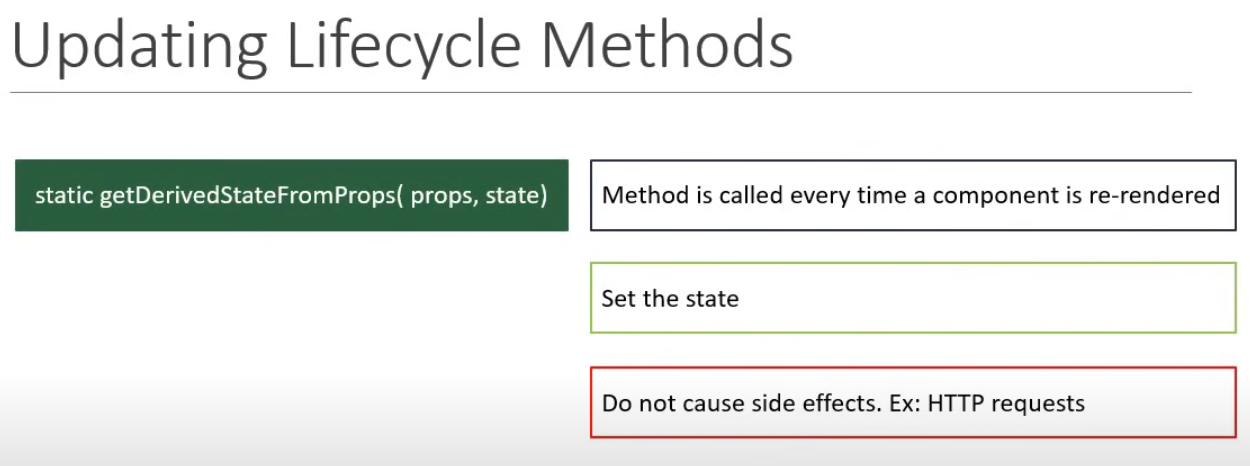 Updating Lifecycle Methods
static getDerivedStateFromProps( props, state)
Method is called every time a component is re-rendered
Set the state
Do not cause side effects. Ex: HTTP requests